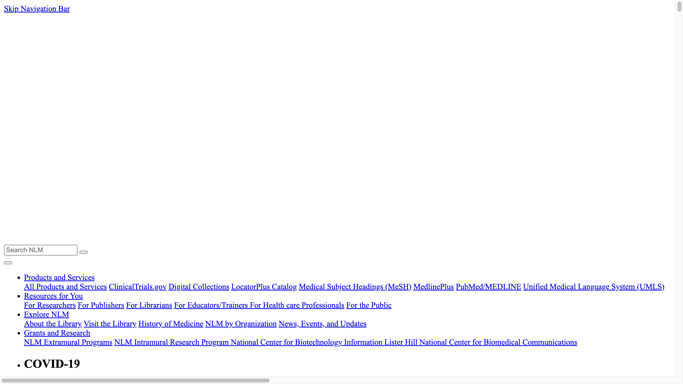 Skip Navigation Bar
Search NLM
Products and Services
All Products and Services ClinicalTrials.gov Digital Collections LocatorPlus Catalog Medical Subject Headings (MeSH) MedlinePlus PubMed/MEDLINE Unified Medical Language System (UMLS)
Resources for You
For Researchers For Publishers For Librarians For Educators/Trainers For Health care Professionals For the Public
Explore NLM
About the Library Visit the Library History of Medicine NLM by Organization News, Events, and Updates
Grants and Research
NLM Extramural Programs NLM Intramural Research Program National Center for Biotechnology Information Lister Hill National Center for Biomedical Communications
COVID-19